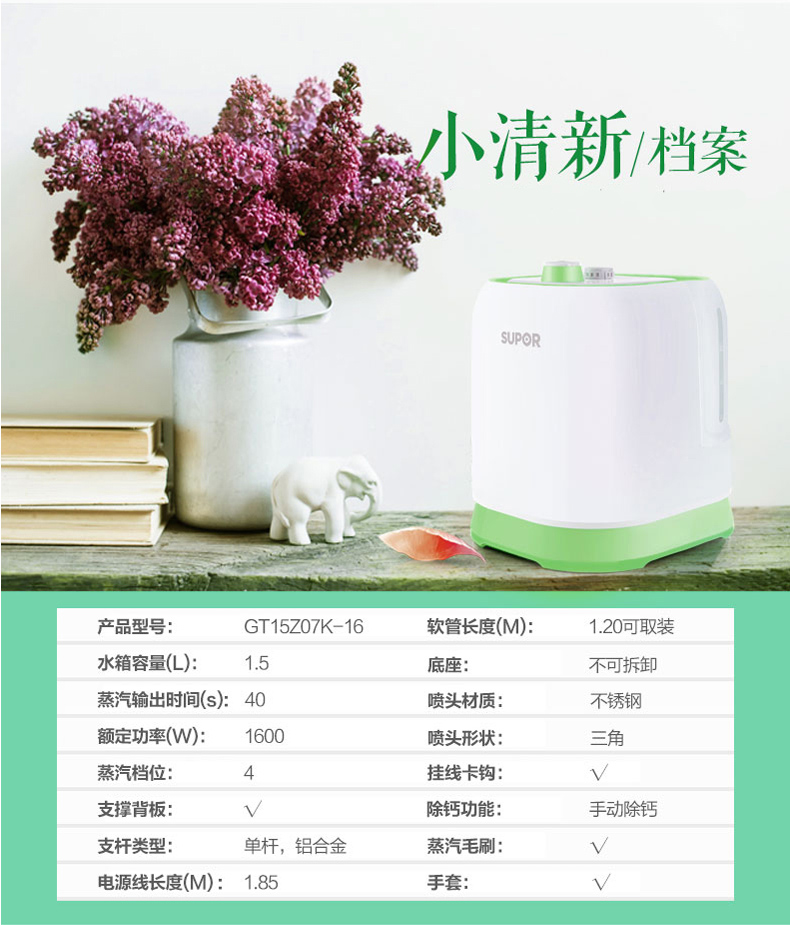 小清新/档案
SUPOR
产品型号： GT15Z07K-16 软管长度(M)： 1.20可取装
水箱容量(L)： 1.5 底座： 不可拆卸
蒸汽输出时间(s)： 40 喷头材质： 不锈钢
额定功率(W)： 1600 喷头形状： 三角
蒸汽档位： 4 挂线卡钩： √
支撑背板： √ 除钙功能： 手动除钙
支杆类型： 单杆，铝合金 蒸汽毛刷： √
电源线长度(M)： 1.85 手套： √